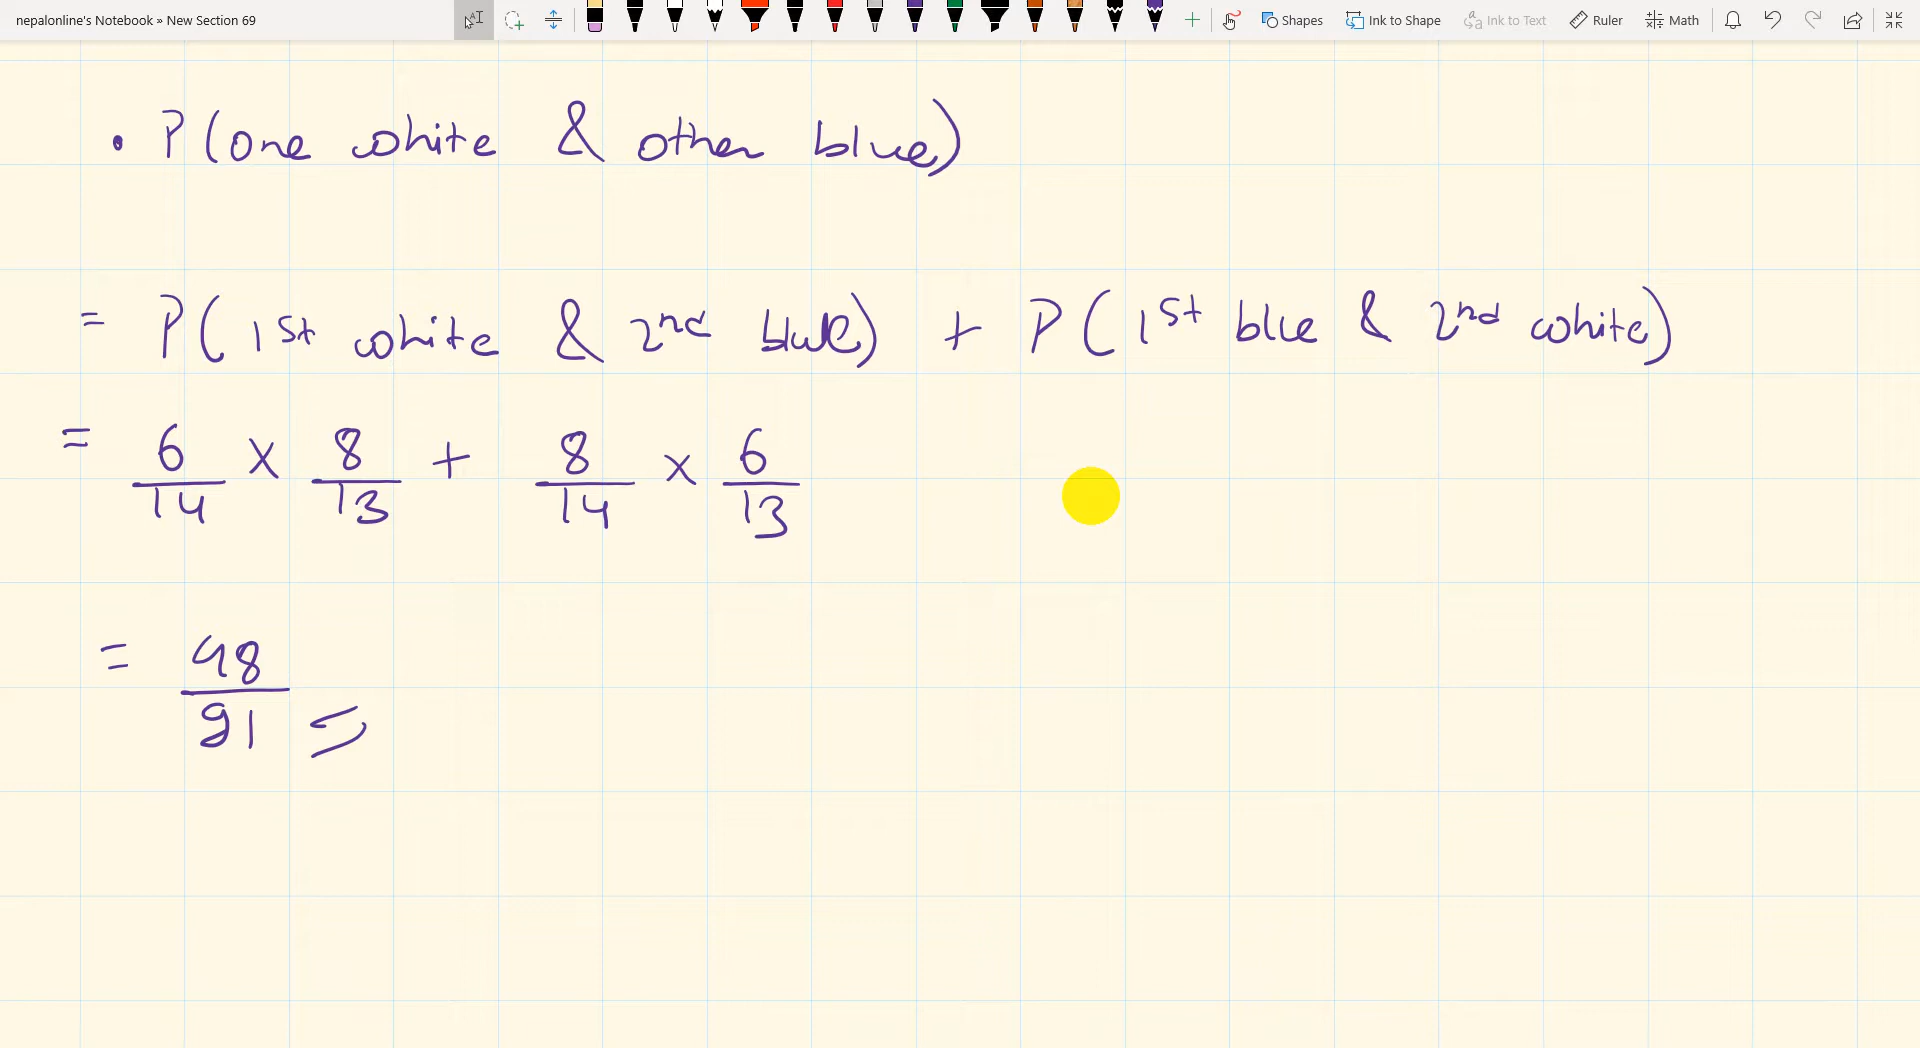 nepalonline's Notebook » New Section 69
Shapes Ink to Shape Ink to Text Ruler Math
• P(one white & other blue)
= P(1st white & 2nd blue) + P(1st blue & 2nd white)
= 6/14 x 8/13 + 8/14 x 6/13
= 48/91